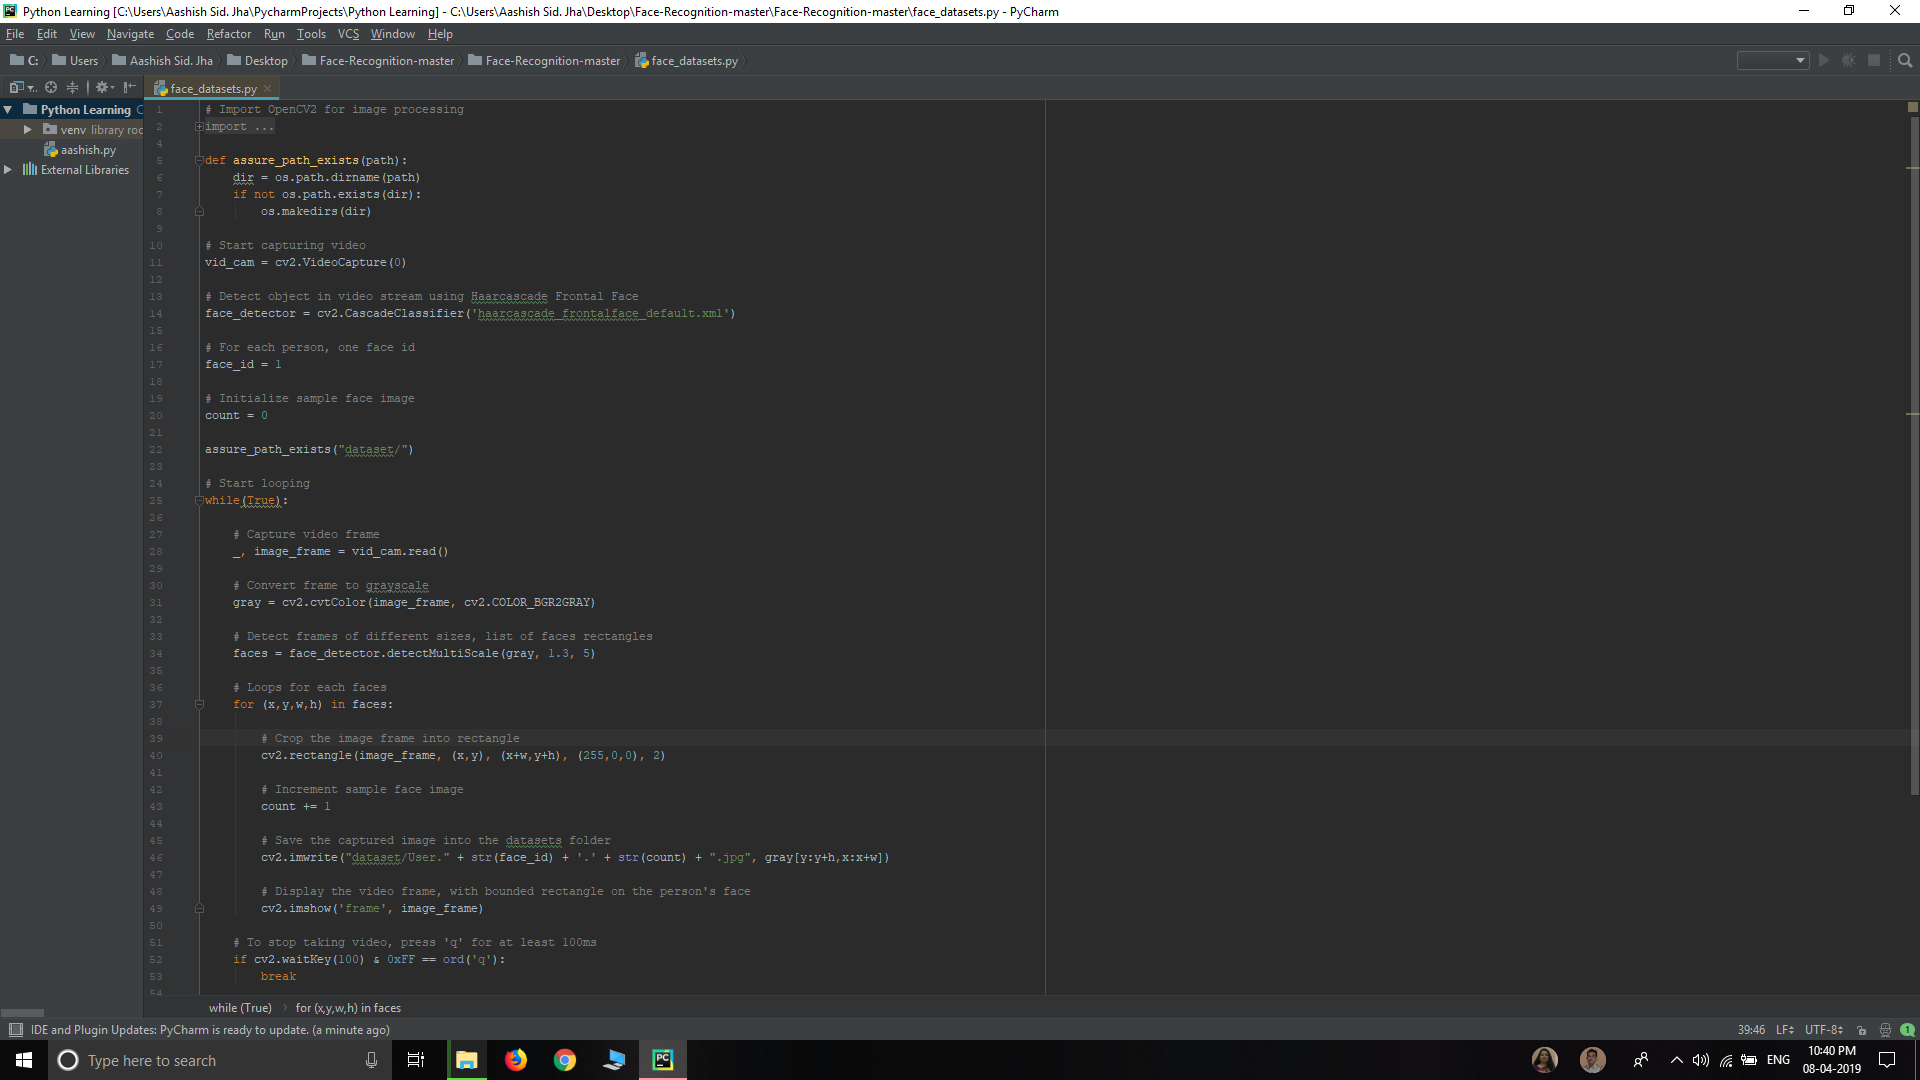 Python Learning [C:\Users\Aashish Sid. Jha\PycharmProjects\Python Learning] - C:\Users\Aashish Sid. Jha\Desktop\Face-Recognition-master\Face-Recognition-master\face_datasets.py - PyCharm
File Edit View Navigate Code Refactor Run Tools VCS Window Help
C: Users Aashish Sid. Jha Desktop Face-Recognition-master Face-Recognition-master face_datasets.py
face_datasets.py
Python Learning C
venv library roo
aashish.py
External Libraries
1 # Import OpenCV2 for image processing
2 import ...
4
5 def assure_path_exists(path):
6     dir = os.path.dirname(path)
7     if not os.path.exists(dir):
8         os.makedirs(dir)
9
10 # Start capturing video
11 vid_cam = cv2.VideoCapture(0)
12
13 # Detect object in video stream using Haarcascade Frontal Face
14 face_detector = cv2.CascadeClassifier('haarcascade_frontalface_default.xml')
15
16 # For each person, one face id
17 face_id = 1
18
19 # Initialize sample face image
20 count = 0
21
22 assure_path_exists("dataset/")
23
24 # Start looping
25 while(True):
26
27     # Capture video frame
28     _, image_frame = vid_cam.read()
29
30     # Convert frame to grayscale
31     gray = cv2.cvtColor(image_frame, cv2.COLOR_BGR2GRAY)
32
33     # Detect frames of different sizes, list of faces rectangles
34     faces = face_detector.detectMultiScale(gray, 1.3, 5)
35
36     # Loops for each faces
37     for (x,y,w,h) in faces:
38
39         # Crop the image frame into rectangle
40         cv2.rectangle(image_frame, (x,y), (x+w,y+h), (255,0,0), 2)
41
42         # Increment sample face image
43         count += 1
44
45         # Save the captured image into the datasets folder
46         cv2.imwrite("dataset/User." + str(face_id) + '.' + str(count) + ".jpg", gray[y:y+h,x:x+w])
47
48         # Display the video frame, with bounded rectangle on the person's face
49         cv2.imshow('frame', image_frame)
50
51     # To stop taking video, press 'q' for at least 100ms
52     if cv2.waitKey(100) & 0xFF == ord('q'):
53         break
54
while (True) for (x,y,w,h) in faces
IDE and Plugin Updates: PyCharm is ready to update. (a minute ago) 39:46 LF UTF-8 1
Type here to search ENG 10:40 PM
08-04-2019